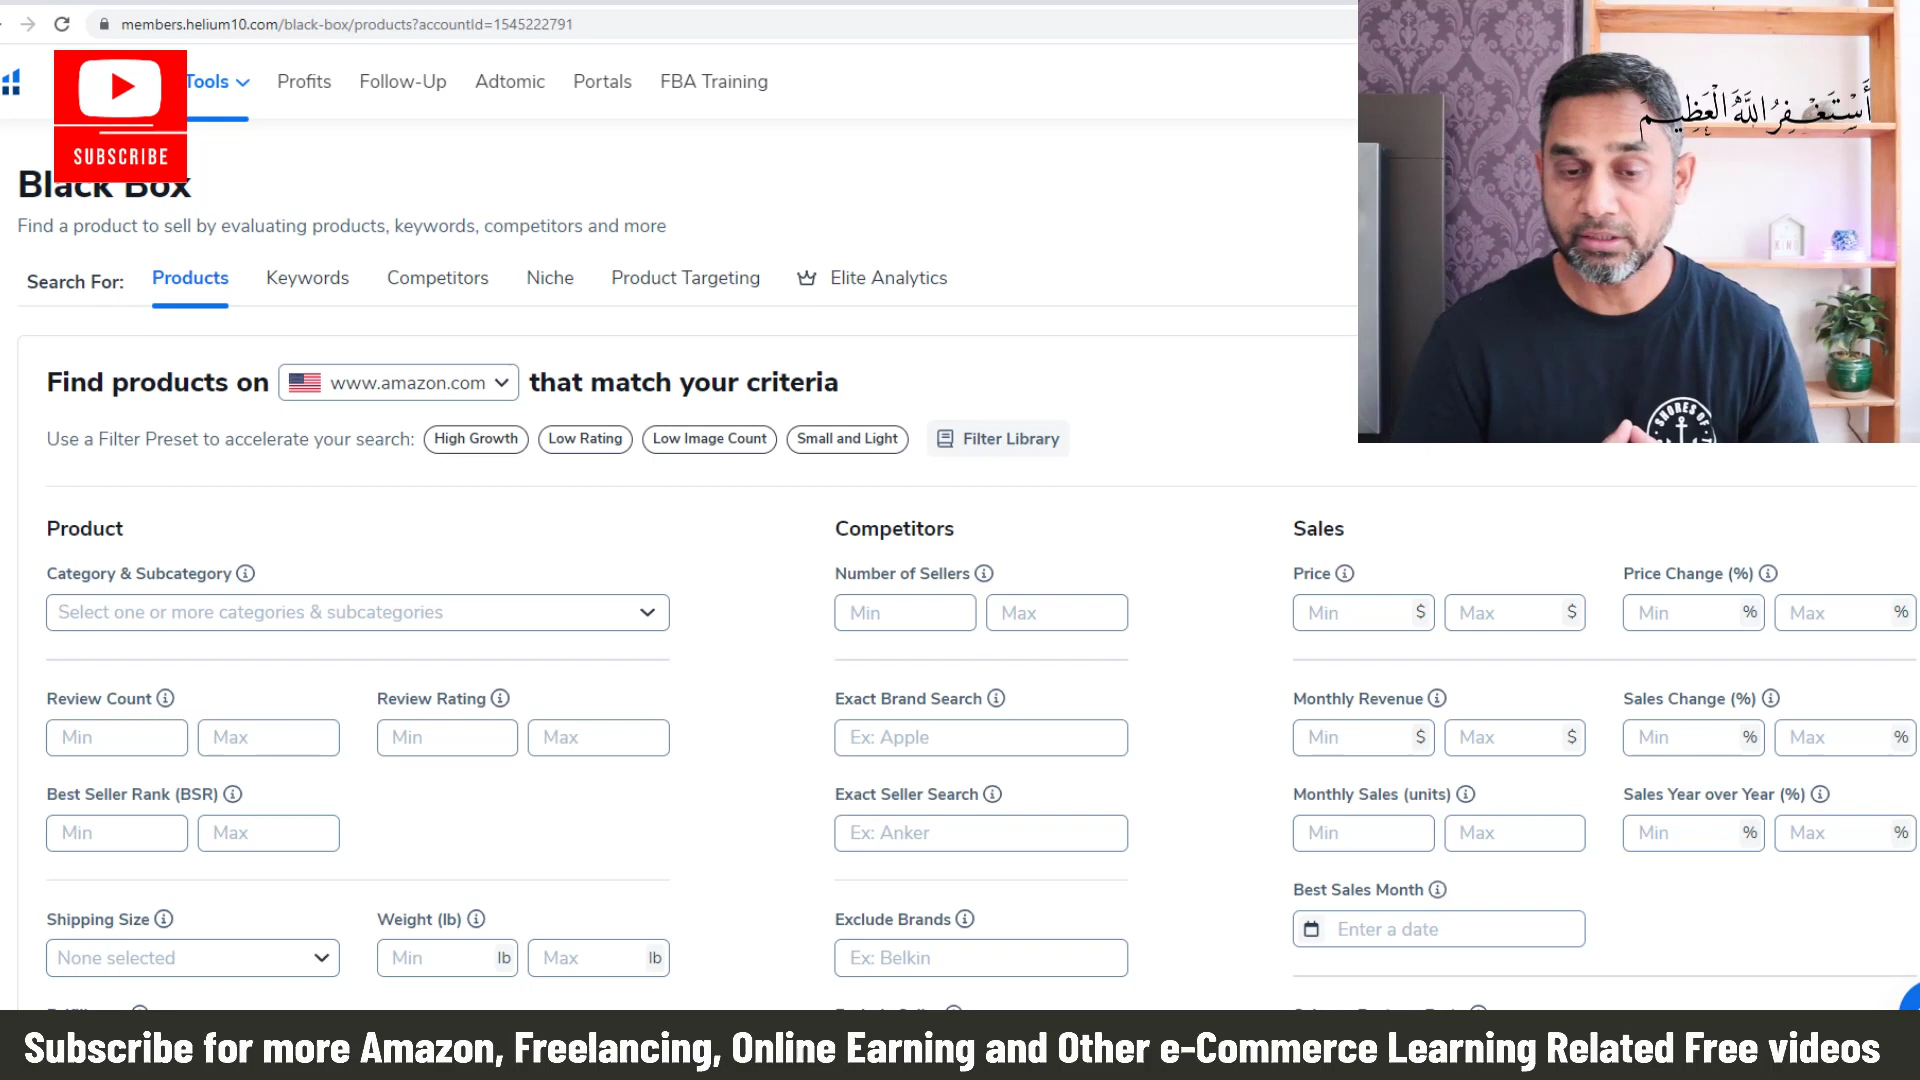 members.helium10.com/black-box/products?accountId=1545222791
Tools Profits Follow-Up Adtomic Portals FBA Training
SUBSCRIBE
أَسْتَغْفِرُ اللَّهَ الْعَظِيمَ
Black Box
Find a product to sell by evaluating products, keywords, competitors and more
Search For: Products Keywords Competitors Niche Product Targeting Elite Analytics
KIND
SHORES OF
Find products on www.amazon.com that match your criteria
Use a Filter Preset to accelerate your search: High Growth Low Rating Low Image Count Small and Light Filter Library
Product Competitors Sales
Category & Subcategory Number of Sellers Price Price Change (%)
Select one or more categories & subcategories Min Max Min $ Max $ Min % Max %
Review Count Review Rating Exact Brand Search Monthly Revenue Sales Change (%)
Min Max Min Max Ex: Apple Min $ Max $ Min % Max %
Best Seller Rank (BSR) Exact Seller Search Monthly Sales (units) Sales Year over Year (%)
Min Max Ex: Anker Min Max Min % Max %
Best Sales Month
Enter a date
Shipping Size Weight (lb) Exclude Brands
None selected Min lb Max lb Ex: Belkin
Subscribe for more Amazon, Freelancing, Online Earning and Other e-Commerce Learning Related Free videos